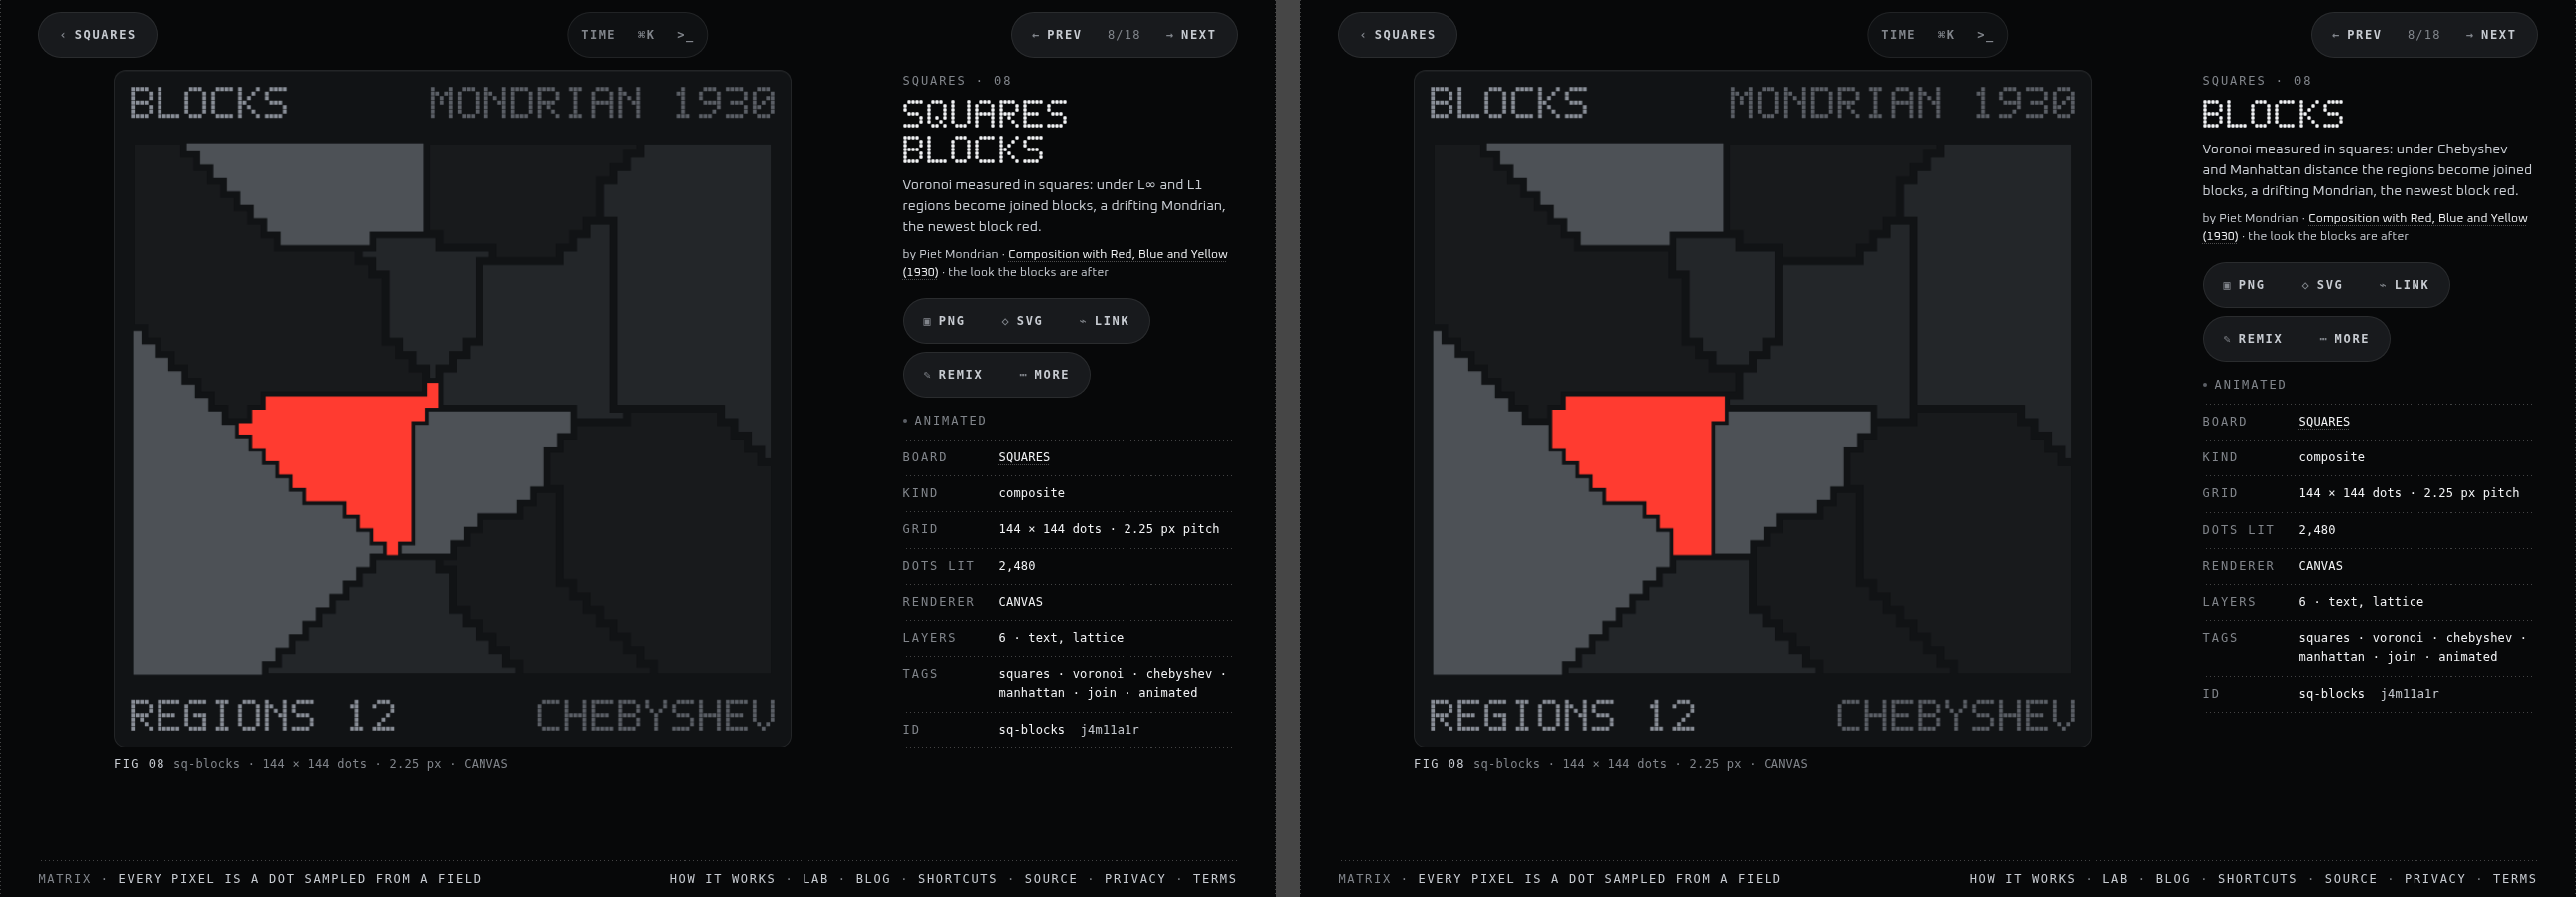 ‹ SQUARES
TIME ⌘K >_
← PREV 8/18 → NEXT
BLOCKS MONDRIAN 1930
REGIONS 12 CHEBYSHEV
FIG 08 sq-blocks · 144 × 144 dots · 2.25 px · CANVAS
SQUARES · 08
SQUARES
BLOCKS
Voronoi measured in squares: under L∞ and L1
regions become joined blocks, a drifting Mondrian,
the newest block red.
by Piet Mondrian · Composition with Red, Blue and Yellow
(1930) · the look the blocks are after
▣ PNG ◇ SVG ⌁ LINK
✎ REMIX ⋯ MORE
• ANIMATED
BOARD SQUARES
KIND composite
GRID 144 × 144 dots · 2.25 px pitch
DOTS LIT 2,480
RENDERER CANVAS
LAYERS 6 · text, lattice
TAGS squares · voronoi · chebyshev ·
manhattan · join · animated
ID sq-blocks j4m11a1r
MATRIX · EVERY PIXEL IS A DOT SAMPLED FROM A FIELD
HOW IT WORKS · LAB · BLOG · SHORTCUTS · SOURCE · PRIVACY · TERMS
‹ SQUARES
TIME ⌘K >_
← PREV 8/18 → NEXT
BLOCKS MONDRIAN 1930
REGIONS 12 CHEBYSHEV
FIG 08 sq-blocks · 144 × 144 dots · 2.25 px · CANVAS
SQUARES · 08
BLOCKS
Voronoi measured in squares: under Chebyshev
and Manhattan distance the regions become joined
blocks, a drifting Mondrian, the newest block red.
by Piet Mondrian · Composition with Red, Blue and Yellow
(1930) · the look the blocks are after
▣ PNG ◇ SVG ⌁ LINK
✎ REMIX ⋯ MORE
• ANIMATED
BOARD SQUARES
KIND composite
GRID 144 × 144 dots · 2.25 px pitch
DOTS LIT 2,480
RENDERER CANVAS
LAYERS 6 · text, lattice
TAGS squares · voronoi · chebyshev ·
manhattan · join · animated
ID sq-blocks j4m11a1r
MATRIX · EVERY PIXEL IS A DOT SAMPLED FROM A FIELD
HOW IT WORKS · LAB · BLOG · SHORTCUTS · SOURCE · PRIVACY · TERMS